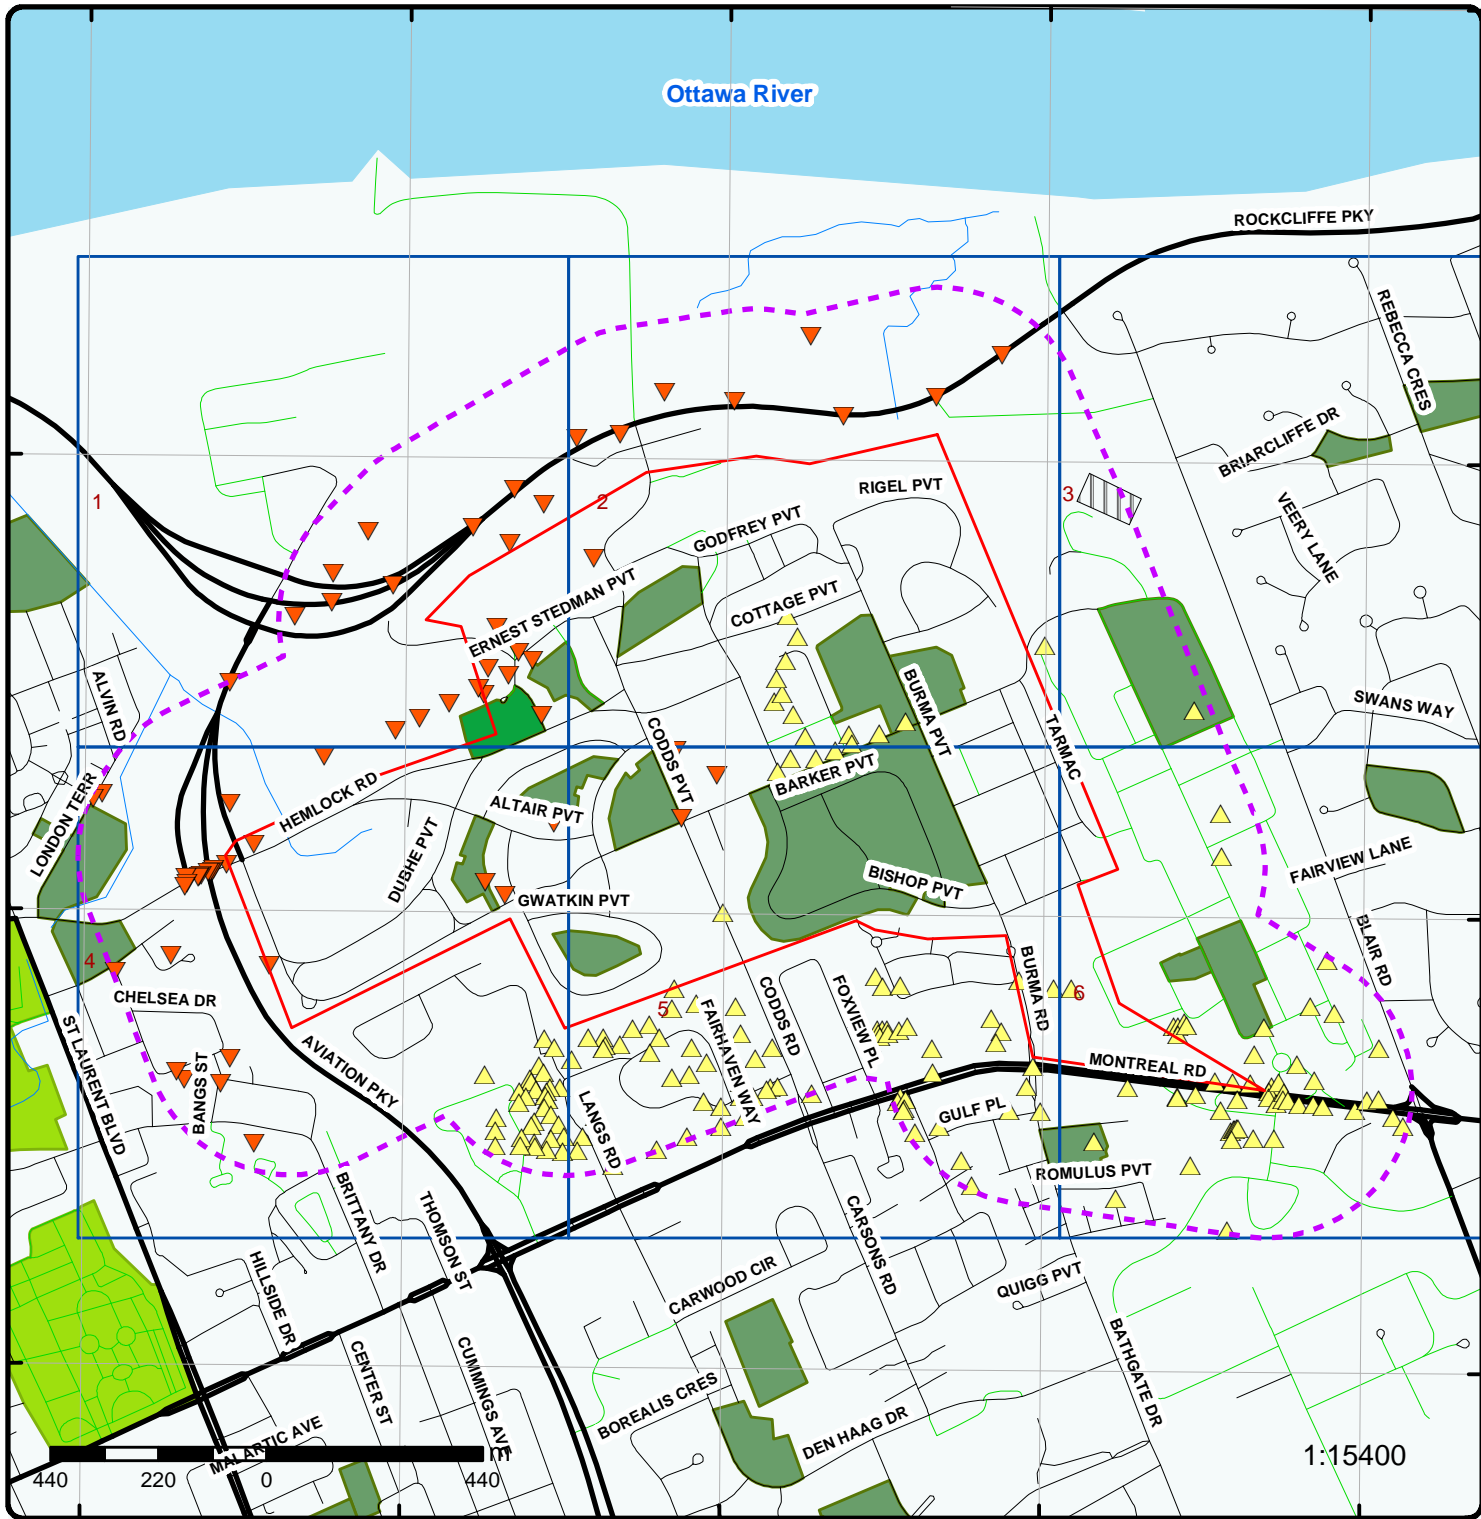 Ottawa River
ROCKCLIFFE PKY
REBECCA CRES
BRIARCLIFFE DR
1
2
3
RIGEL PVT
GODFREY PVT
VEERY LANE
ERNEST STEDMAN PVT
COTTAGE PVT
ALVIN RD
BURMA PVT
SWANS WAY
TARMAC
CODDS PVT
BARKER PVT
LONDON TERR
HEMLOCK RD
ALTAIR PVT
DUBHE PVT
FAIRVIEW LANE
BISHOP PVT
GWATKIN PVT
BLAIR RD
4
5
6
CHELSEA DR
FAIRHAVEN WAY
CODDS RD
FOXVIEW PL
BURMA RD
ST LAURENT BLVD
BANGS ST
AVIATION PKY
MONTREAL RD
LANGS RD
GULF PL
ROMULUS PVT
BRITTANY DR
THOMSON ST
CARSONS RD
HILLSIDE DR
CARWOOD CIR
QUIGG PVT
CENTER ST
CUMMINGS AVE
BATHGATE DR
BOREALIS CRES
DEN HAAG DR
MALARTIC AVE
440 220 0 440 m
1:15400